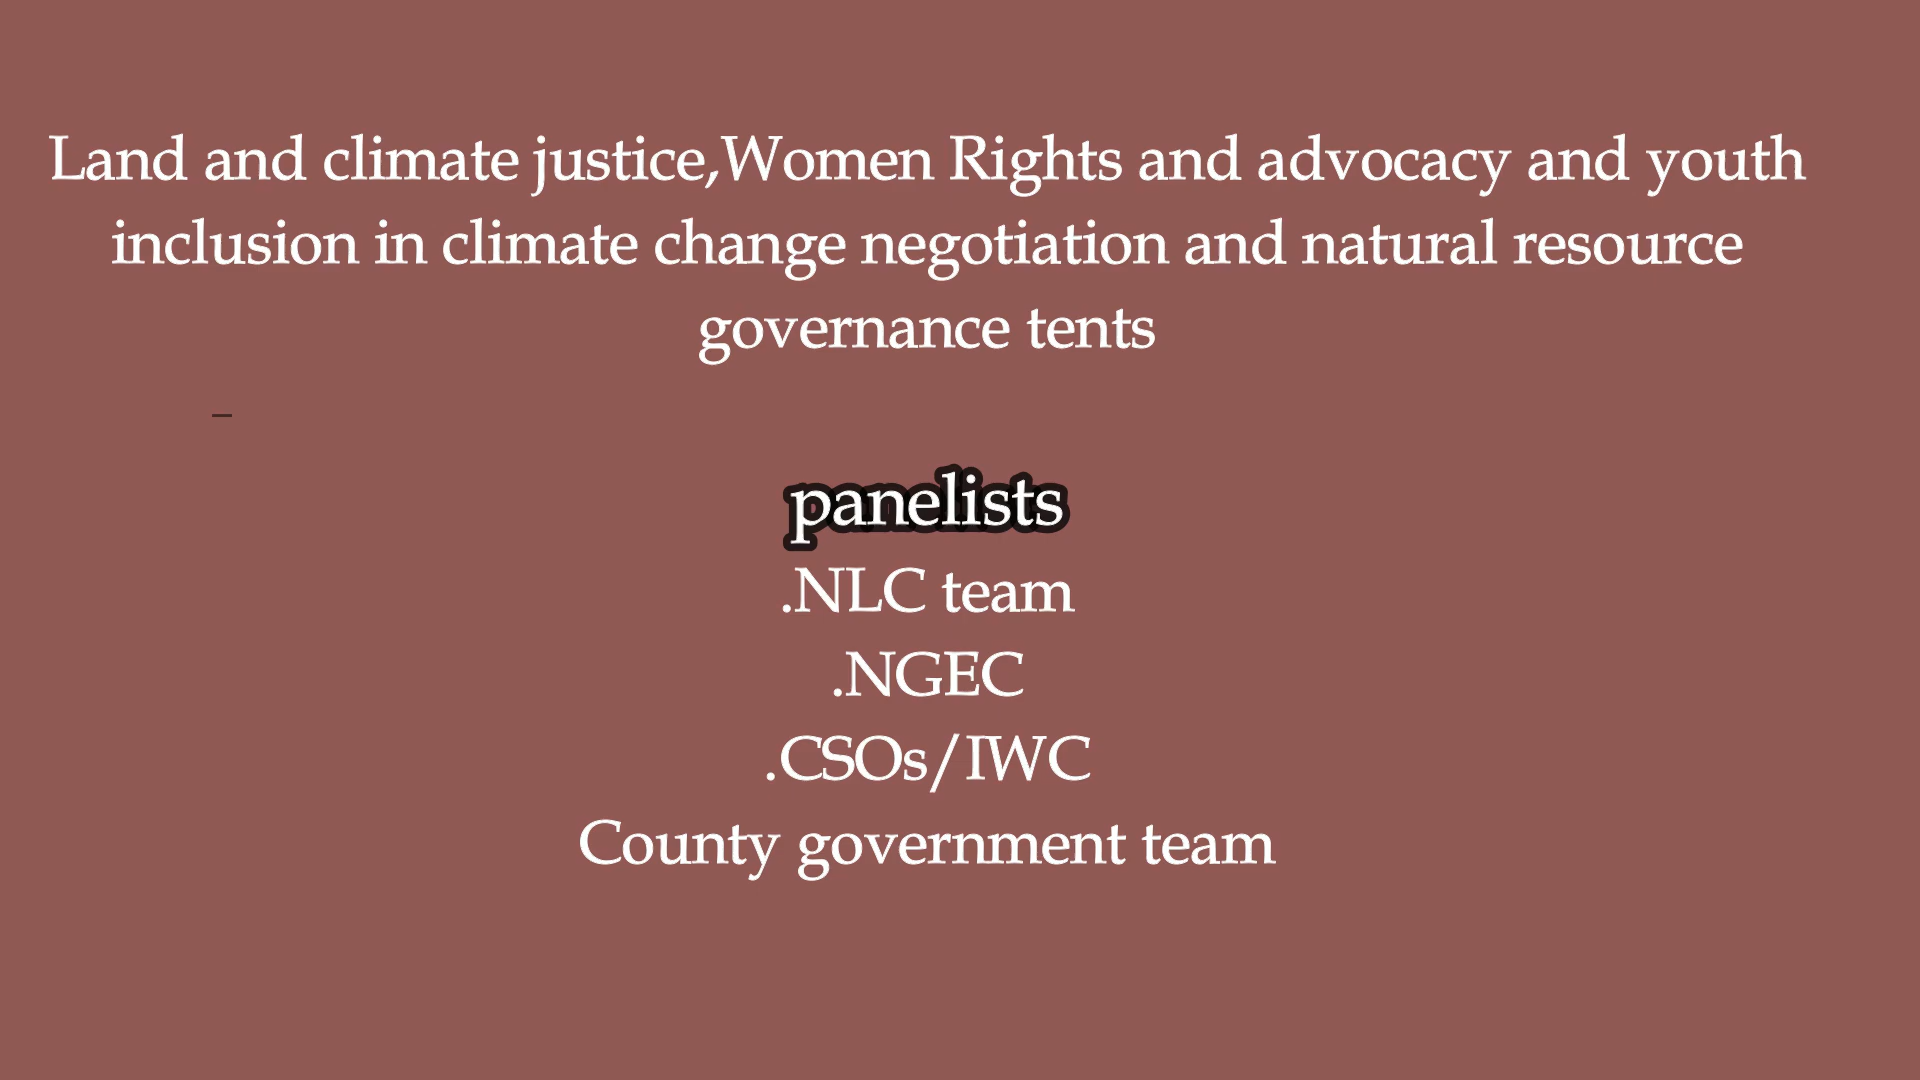 Land and climate justice,Women Rights and advocacy and youth
inclusion in climate change negotiation and natural resource
governance tents
_
panelists
.NLC team
.NGEC
.CSOs/IWC
County government team